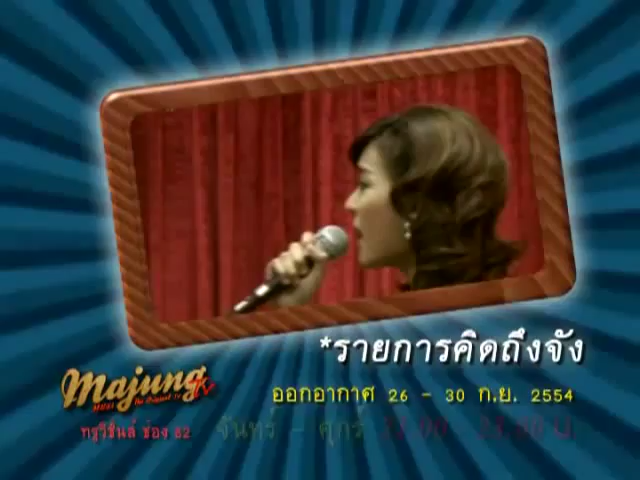 *รายการคิดถึงจัง
Majung TV
ออกอากาศ 26 - 30 ก.ย. 2554
ทรูวิชั่นส์ ช่อง 82
จันทร์ - ศุกร์